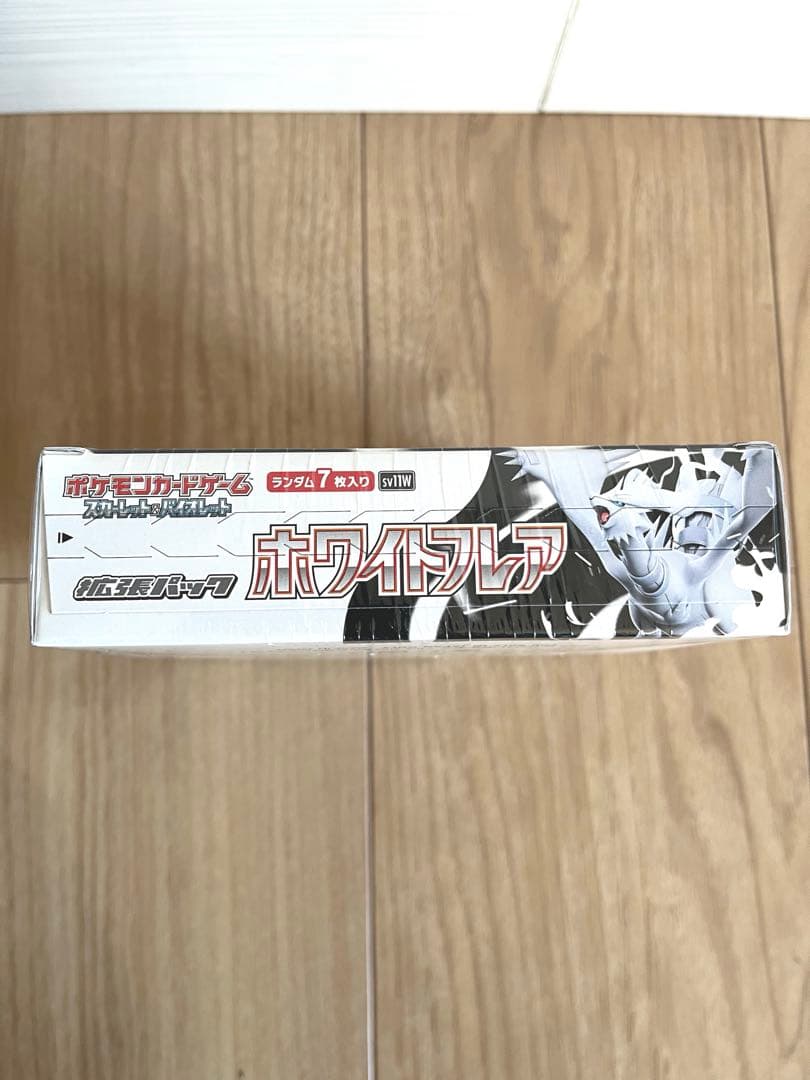 ポケモンカードゲーム
スカーレット&バイオレット
ランダム7枚入り
sv11W
拡張パック
ホワイトフレア